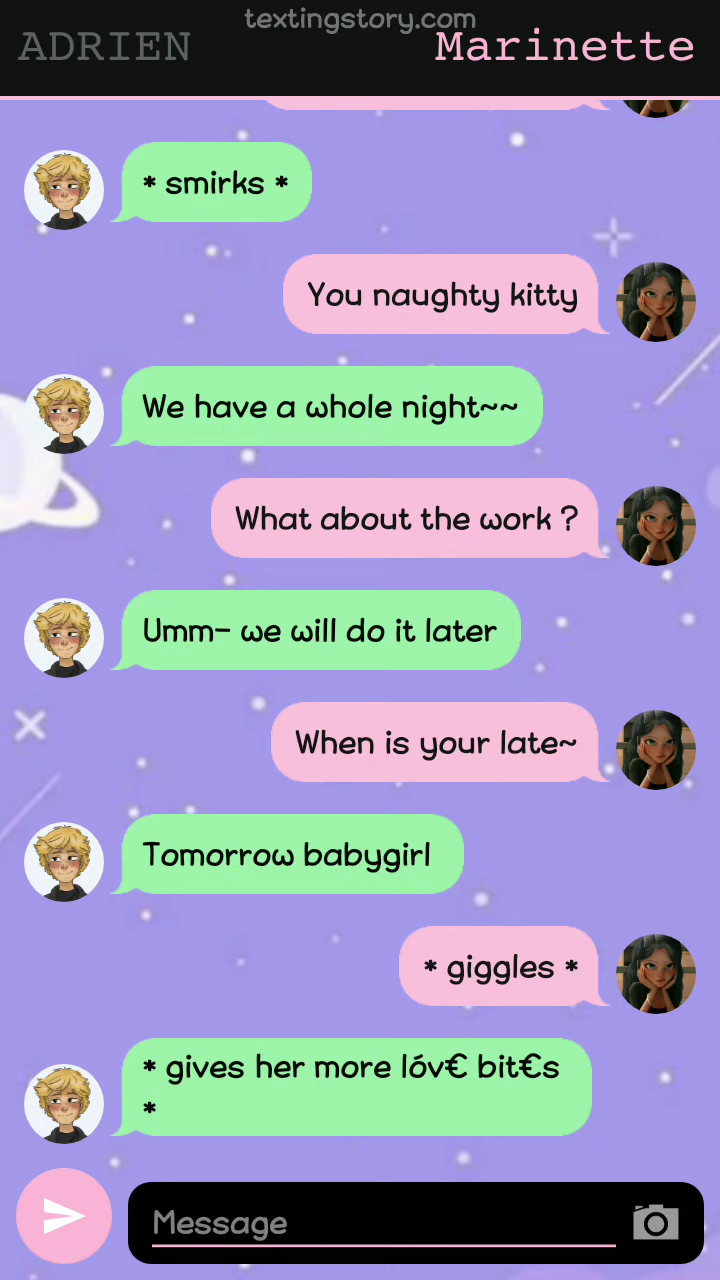 textingstory.com
ADRIEN Marinette
* smirks *
You naughty kitty
We have a whole night~~
What about the work ?
Umm- we will do it later
When is your late~
Tomorrow babygirl
* giggles *
* gives her more lóv€ bit€s
*
Message